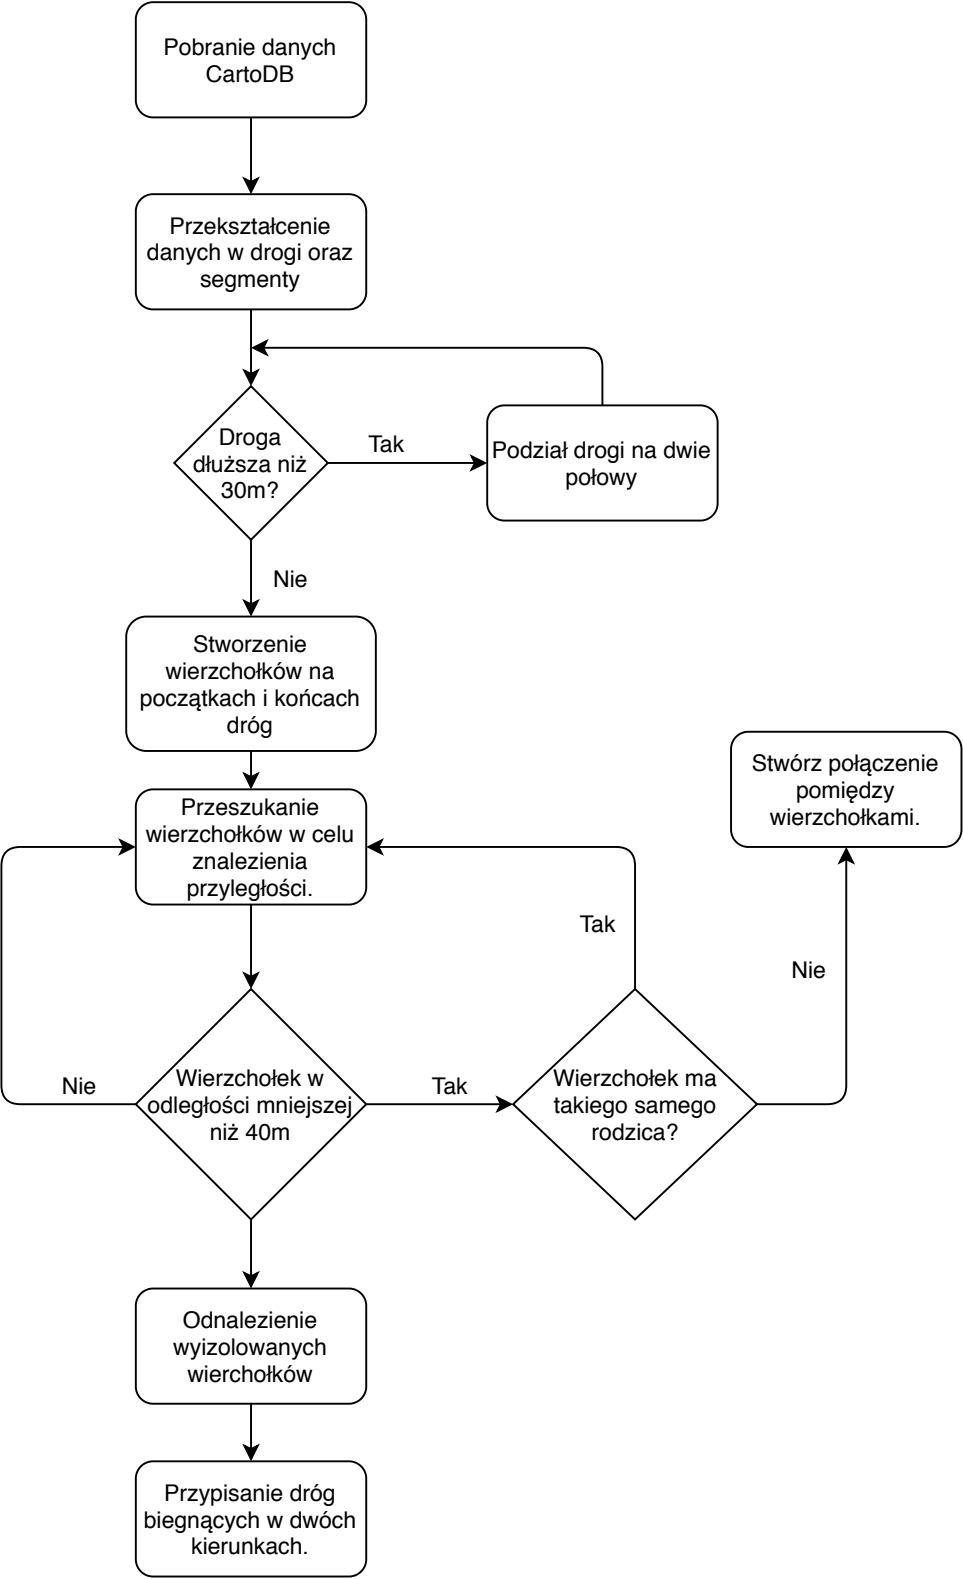 Pobranie danych
CartoDB
Przekształcenie
danych w drogi oraz
segmenty
Droga
dłuższa niż
30m?
Tak
Podział drogi na dwie
połowy
Nie
Stworzenie
wierzchołków na
początkach i końcach
dróg
Stwórz połączenie
pomiędzy
wierzchołkami.
Przeszukanie
wierzchołków w celu
znalezienia
przyległości.
Tak
Nie
Nie
Wierzchołek w
odległości mniejszej
niż 40m
Tak
Wierzchołek ma
takiego samego
rodzica?
Odnalezienie
wyizolowanych
wierchołków
Przypisanie dróg
biegnących w dwóch
kierunkach.